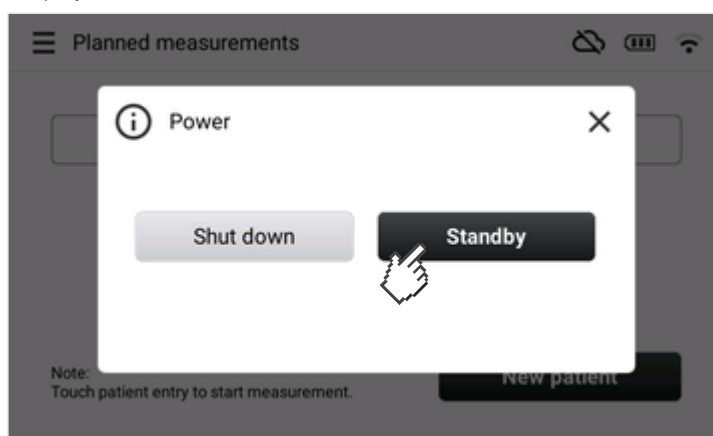 Planned measurements
Power
Shut down
Standby
Note:
Touch patient entry to start measurement.
New patient